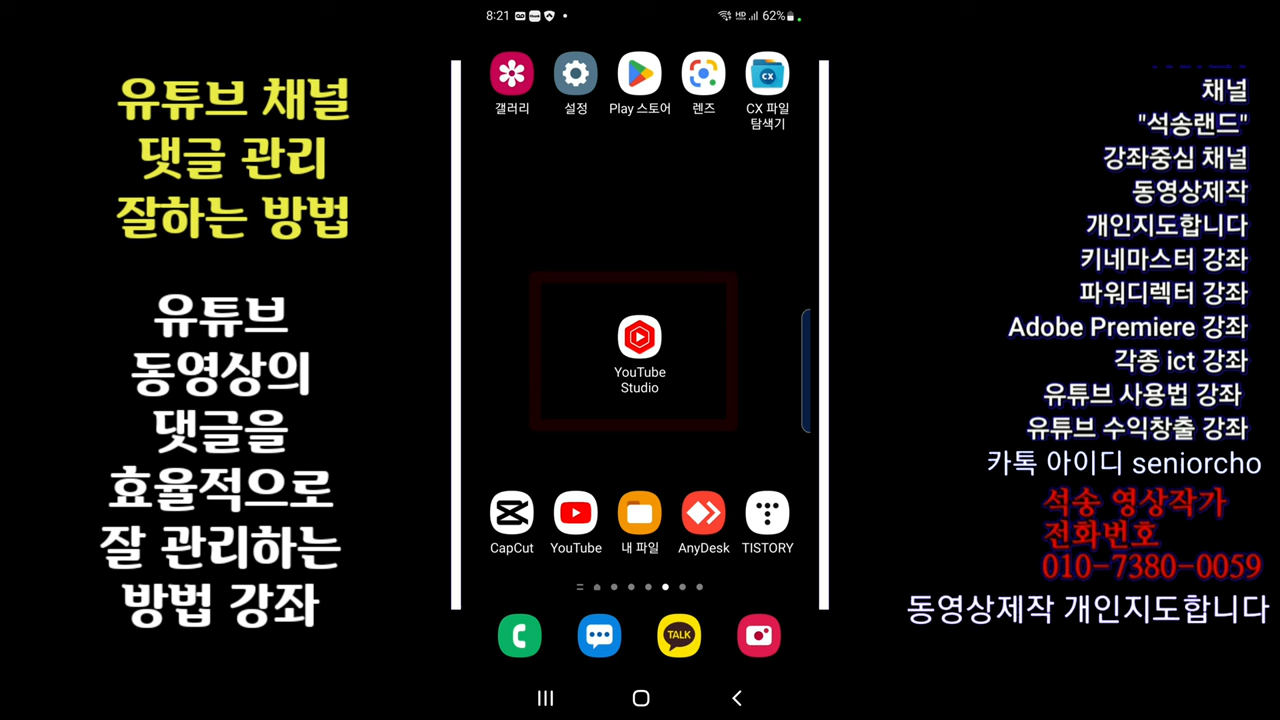 유튜브 채널
댓글 관리
잘하는 방법
유튜브
동영상의
댓글을
효율적으로
잘 관리하는
방법 강좌
8:21
HD
62%
갤러리
설정
Play 스토어
렌즈
CX
CX 파일
탐색기
YouTube
Studio
CapCut
YouTube
내 파일
AnyDesk
TISTORY
TALK
채널
"석송랜드"
강좌중심 채널
동영상제작
개인지도합니다
키네마스터 강좌
파워디렉터 강좌
Adobe Premiere 강좌
각종 ict 강좌
유튜브 사용법 강좌
유튜브 수익창출 강좌
카톡 아이디 seniorcho
석송 영상작가
전화번호
010-7380-0059
동영상제작 개인지도합니다